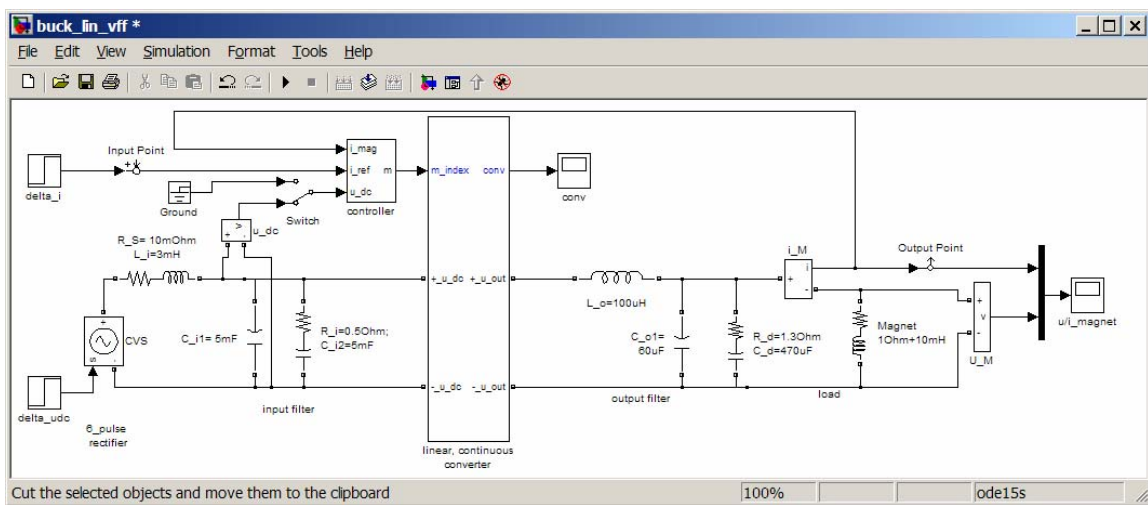 buck_lin_vff *
File Edit View Simulation Format Tools Help
Input Point
delta_i
i_mag
i_ref m
u_dc
controller
Ground
Switch
m_index conv
conv
v
+ -
u_dc
R_S= 10mOhm
L_i=3mH
+
CVS
s -
delta_udc
6_pulse
rectifier
C_i1= 5mF
R_i=0.5Ohm;
C_i2=5mF
input filter
+_u_dc +_u_out
-_u_dc -_u_out
linear, continuous
converter
L_o=100uH
C_o1=
60uF
R_d=1.3Ohm
C_d=470uF
output filter
i_M
+ i
-
Output Point
Magnet
1Ohm+10mH
load
+
v
-
U_M
u/i_magnet
Cut the selected objects and move them to the clipboard
100%
ode15s